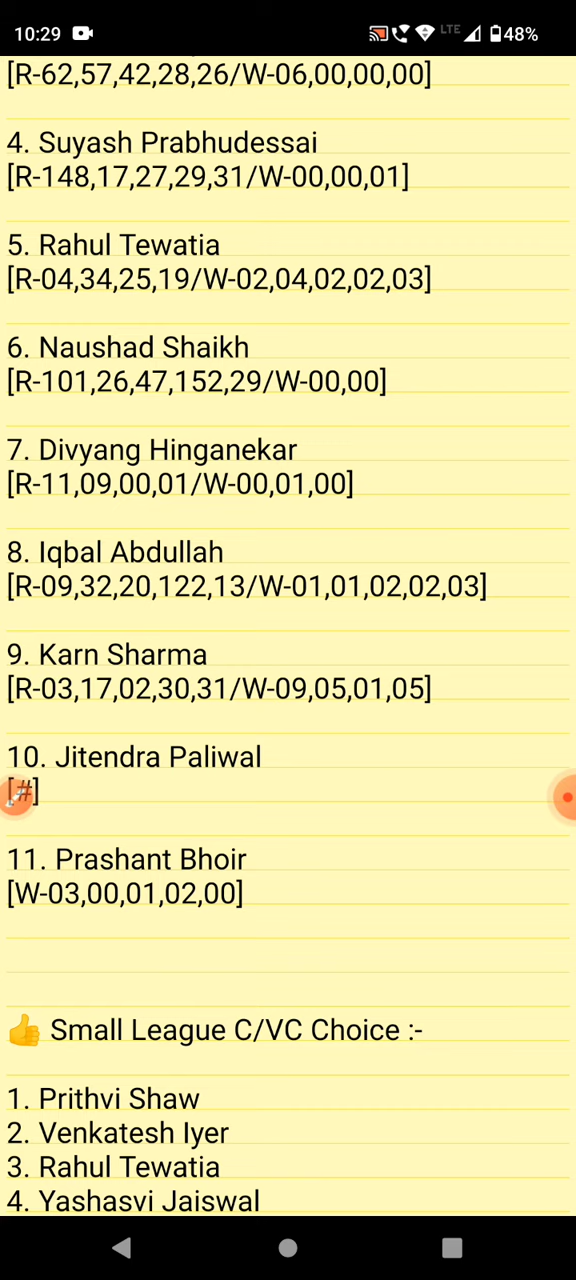 10:29 LTE 48%
[R-62,57,42,28,26/W-06,00,00,00]
4. Suyash Prabhudessai
[R-148,17,27,29,31/W-00,00,01]
5. Rahul Tewatia
[R-04,34,25,19/W-02,04,02,02,03]
6. Naushad Shaikh
[R-101,26,47,152,29/W-00,00]
7. Divyang Hinganekar
[R-11,09,00,01/W-00,01,00]
8. Iqbal Abdullah
[R-09,32,20,122,13/W-01,01,02,02,03]
9. Karn Sharma
[R-03,17,02,30,31/W-09,05,01,05]
10. Jitendra Paliwal
[#]
11. Prashant Bhoir
[W-03,00,01,02,00]
👍 Small League C/VC Choice :-
1. Prithvi Shaw
2. Venkatesh Iyer
3. Rahul Tewatia
4. Yashasvi Jaiswal